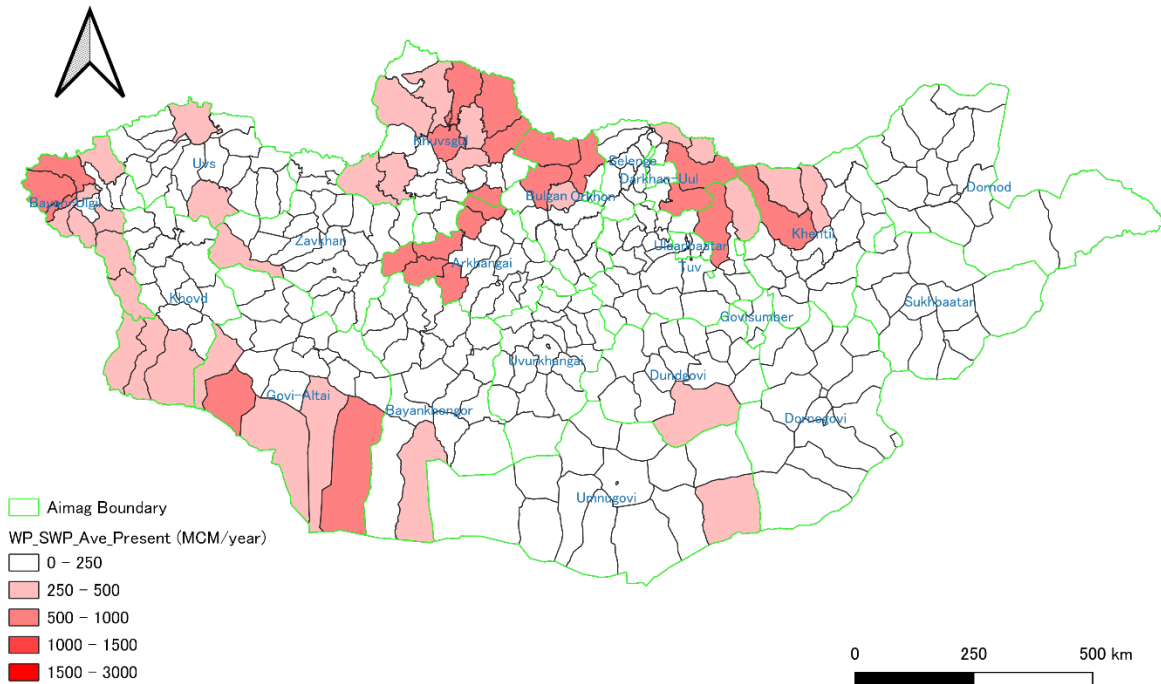 Khuvsgul
Uvs
Selenge
Darkhan-Uul
Dornod
Bayan-Ulgii
Bulgan
Orkhon
Khentii
Zavkhan
Ulaanbaatar
Arkhangai
Tuv
Khovd
Sukhbaatar
Govisumber
Uvurkhangai
Dundgovi
Govi-Altai
Bayankhongor
Dornogovi
Umnugovi
Aimag Boundary
WP_SWP_Ave_Present (MCM/year)
0 - 250
250 - 500
500 - 1000
1000 - 1500
1500 - 3000
0 250 500 km